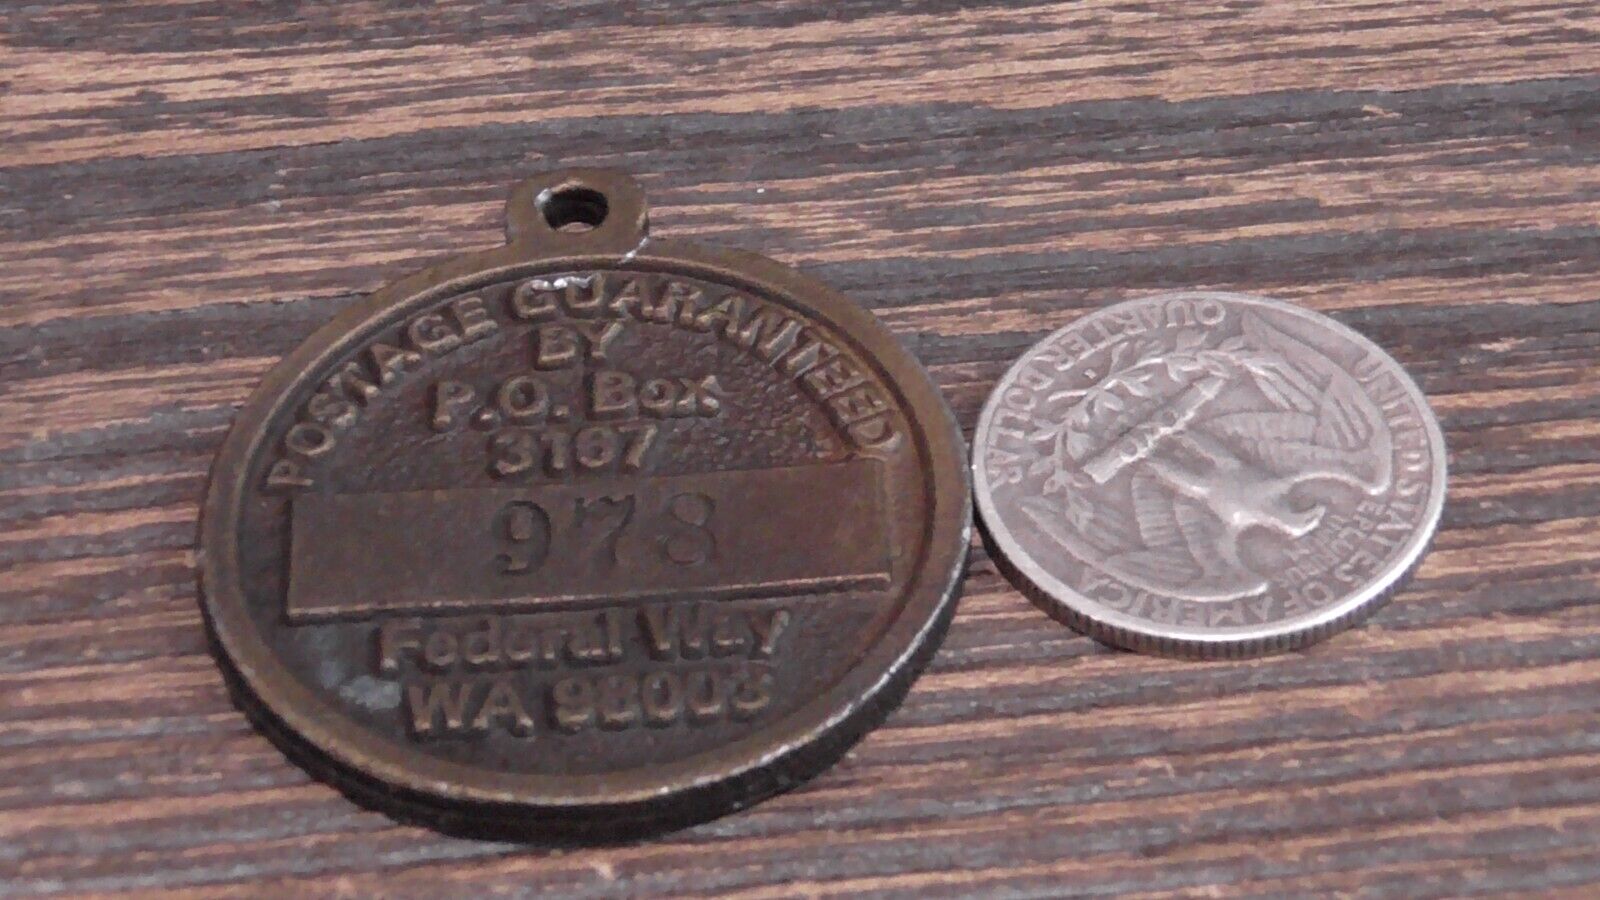 POSTAGE GUARANTEED
BY
P.O. Box
3167
978
Federal Way
WA 98003
UNITED STATES OF AMERICA
E PLURIBUS
UNUM
QUARTER DOLLAR